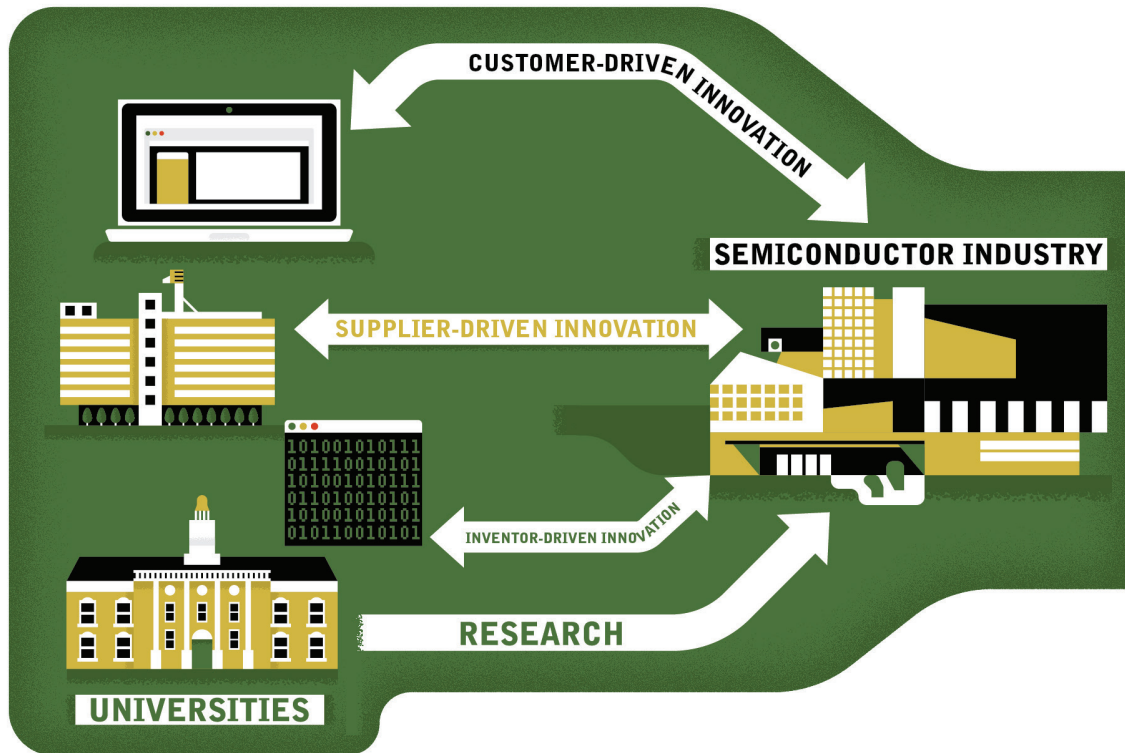 CUSTOMER-DRIVEN INNOVATION
SEMICONDUCTOR INDUSTRY
SUPPLIER-DRIVEN INNOVATION
101001010111
011110010101
101001010111
011010010101
101001010101
010110010101
INVENTOR-DRIVEN INNOVATION
RESEARCH
UNIVERSITIES